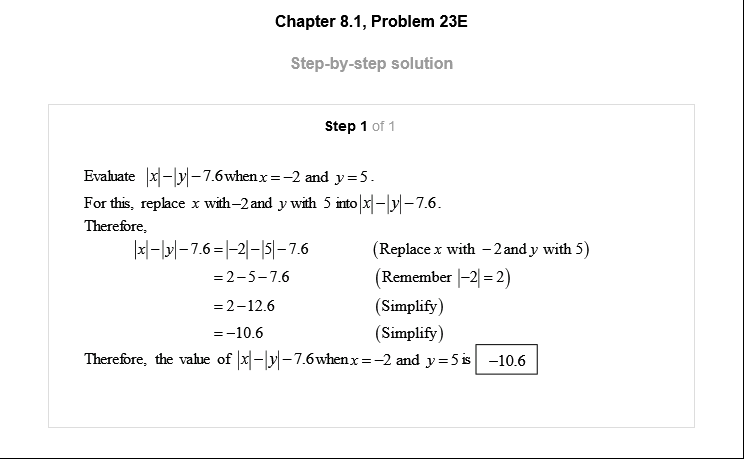 Chapter 8.1, Problem 23E
Step-by-step solution
Step 1 of 1
Evaluate |x|−|y|−7.6 when x=−2 and y=5.
For this, replace x with −2 and y with 5 into |x|−|y|−7.6.
Therefore,
|x|−|y|−7.6=|−2|−|5|−7.6 (Replace x with −2 and y with 5)
=2−5−7.6 (Remember |−2|=2)
=2−12.6 (Simplify)
=−10.6 (Simplify)
Therefore, the value of |x|−|y|−7.6 when x=−2 and y=5 is −10.6